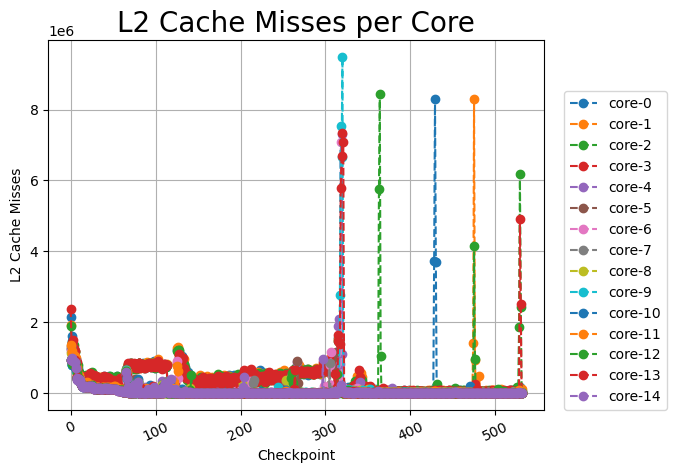 L2 Cache Misses per Core
1e6
8
6
4
2
0
L2 Cache Misses
0
100
200
300
400
500
Checkpoint
core-0
core-1
core-2
core-3
core-4
core-5
core-6
core-7
core-8
core-9
core-10
core-11
core-12
core-13
core-14